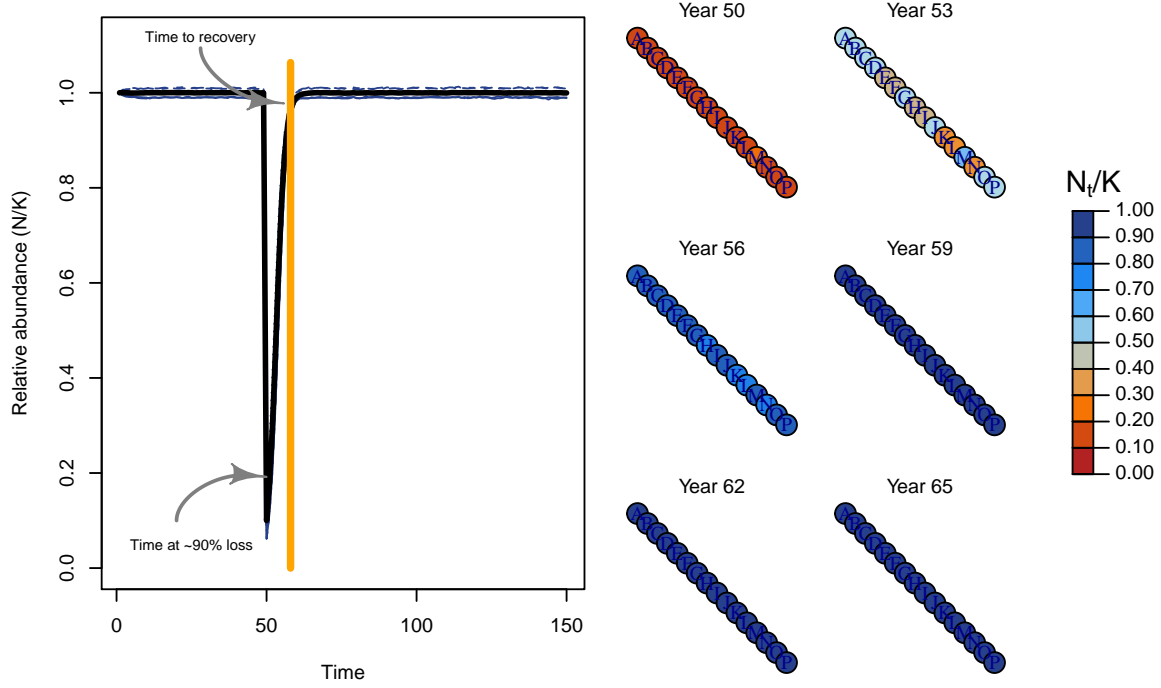 Relative abundance (N/K)
1.0
0.8
0.6
0.4
0.2
0.0
Time to recovery
Time at ~90% loss
0 50 100 150
Time
Year 50
A B C D E F G H I J K L M N O P
Year 53
A B C D E F G H I J K L M N O P
Year 56
A B C D E F G H I J K L M N O P
Year 59
A B C D E F G H I J K L M N O P
Year 62
A B C D E F G H I J K L M N O P
Year 65
A B C D E F G H I J K L M N O P
Nt/K
1.00
0.90
0.80
0.70
0.60
0.50
0.40
0.30
0.20
0.10
0.00